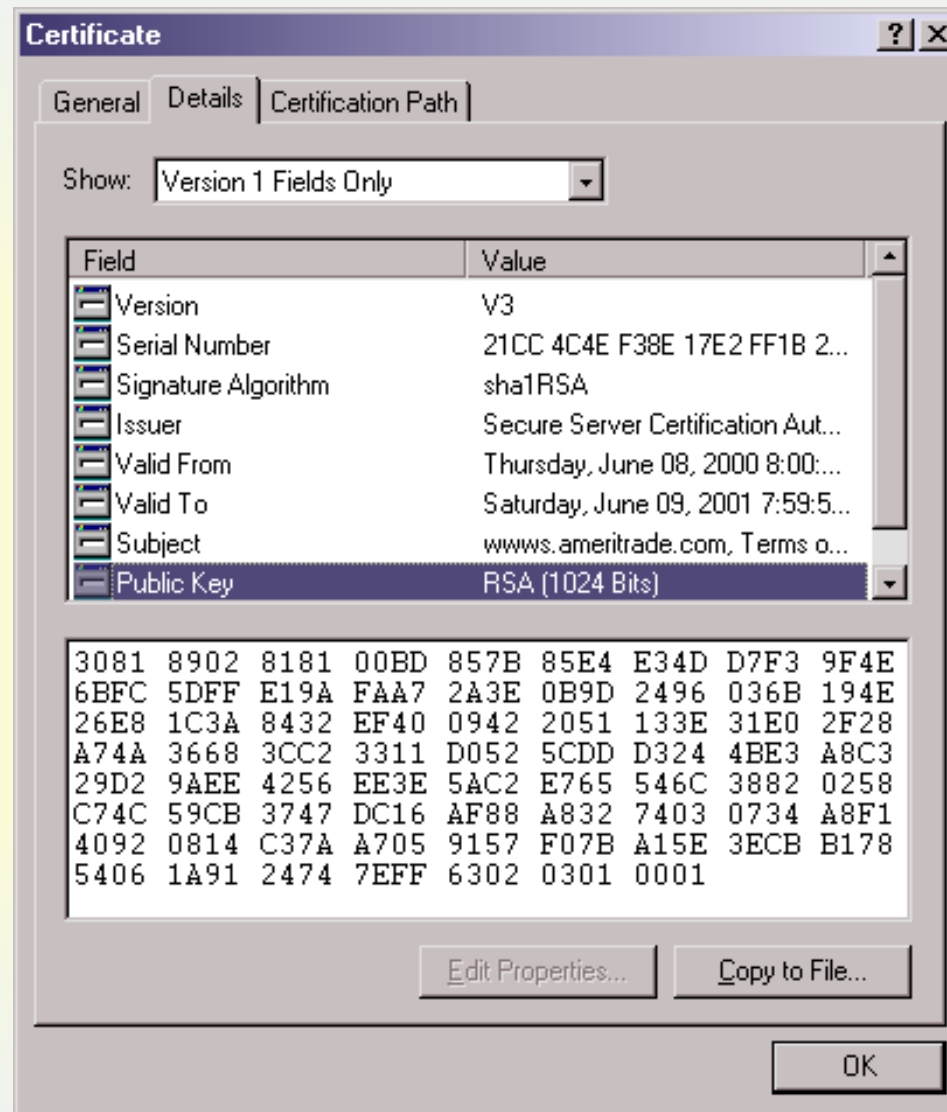 Certificate
General Details Certification Path
Show: Version 1 Fields Only
Field Value
Version V3
Serial Number 21CC 4C4E F38E 17E2 FF1B 2...
Signature Algorithm sha1RSA
Issuer Secure Server Certification Aut...
Valid From Thursday, June 08, 2000 8:00:...
Valid To Saturday, June 09, 2001 7:59:5...
Subject wwws.ameritrade.com, Terms o...
Public Key RSA (1024 Bits)
3081 8902 8181 00BD 857B 85E4 E34D D7F3 9F4E
6BFC 5DFF E19A FAA7 2A3E 0B9D 2496 036B 194E
26E8 1C3A 8432 EF40 0942 2051 133E 31E0 2F28
A74A 3668 3CC2 3311 D052 5CDD D324 4BE3 A8C3
29D2 9AEE 4256 EE3E 5AC2 E765 546C 3882 0258
C74C 59CB 3747 DC16 AF88 A832 7403 0734 A8F1
4092 0814 C37A A705 9157 F07B A15E 3ECB B178
5406 1A91 2474 7EFF 6302 0301 0001
Edit Properties... Copy to File...
OK